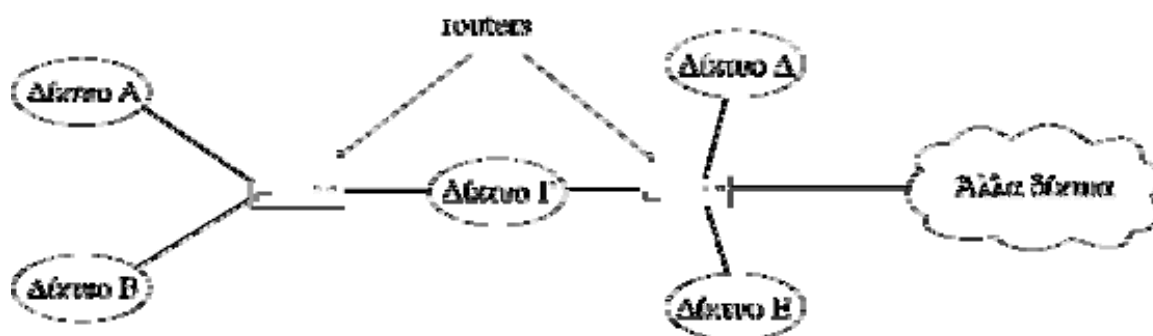 routers
Δίκτυο Α
Δίκτυο Δ
Δίκτυο Γ
Άλλα δίκτυα
Δίκτυο Β
Δίκτυο Ε